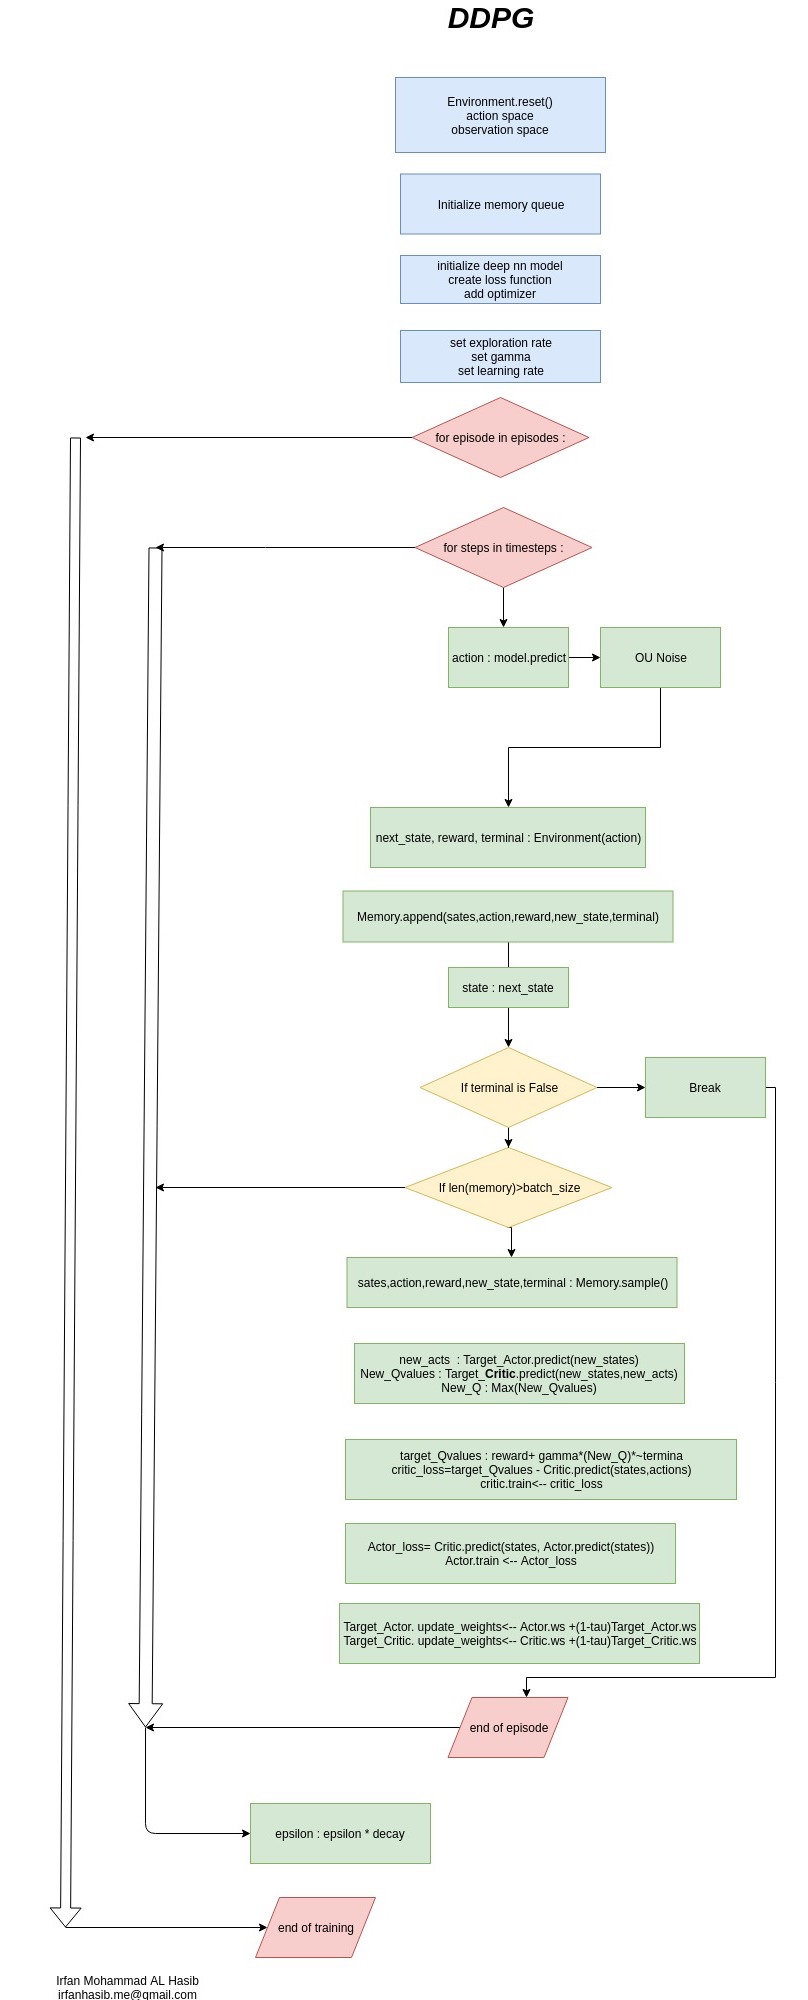 DDPG
Environment.reset()
action space
observation space
Initialize memory queue
initialize deep nn model
create loss function
add optimizer
set exploration rate
set gamma
set learning rate
for episode in episodes :
for steps in timesteps :
action : model.predict
OU Noise
next_state, reward, terminal : Environment(action)
Memory.append(sates,action,reward,new_state,terminal)
state : next_state
If terminal is False
Break
If len(memory)>batch_size
sates,action,reward,new_state,terminal : Memory.sample()
new_acts  : Target_Actor.predict(new_states)
New_Qvalues : Target_Critic.predict(new_states,new_acts)
New_Q : Max(New_Qvalues)
target_Qvalues : reward+ gamma*(New_Q)*~termina
critic_loss=target_Qvalues - Critic.predict(states,actions)
critic.train<-- critic_loss
Actor_loss= Critic.predict(states, Actor.predict(states))
Actor.train <-- Actor_loss
Target_Actor. update_weights<-- Actor.ws +(1-tau)Target_Actor.ws
Target_Critic. update_weights<-- Critic.ws +(1-tau)Target_Critic.ws
end of episode
epsilon : epsilon * decay
end of training
Irfan Mohammad AL Hasib
irfanhasib.me@gmail.com